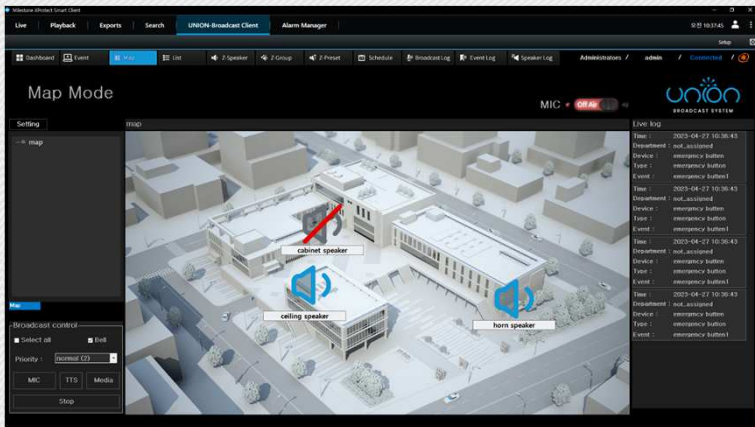 Milestone XProtect Smart Client
Live Playback Exports Search UNION-Broadcast Client Alarm Manager
오전 10:37:45
Setup
Dashboard Event Map List Z-Speaker Z-Group Z-Preset Schedule Broadcast Log Event Log Speaker Log Administrators / admin / Connected /
Map Mode
MIC Off Air
union
BROADCAST SYSTEM
Setting
map
map
Live log
Time : 2023-04-27 10:36:43
Department : not_assigned
Device : emergency button
Type : emergency button
Event : emergency button1
Time : 2023-04-27 10:36:43
Department : not_assigned
Device : emergency button
Type : emergency button
Event : emergency button1
Time : 2023-04-27 10:36:43
Department : not_assigned
Device : emergency button
Type : emergency button
Event : emergency button1
Time : 2023-04-27 10:36:43
Department : not_assigned
Device : emergency button
Type : emergency button
Event : emergency button1
cabinet speaker
ceiling speaker
horn speaker
Map
Broadcast control
Select all Bell
Priority : normal (2)
MIC TTS Media
Stop